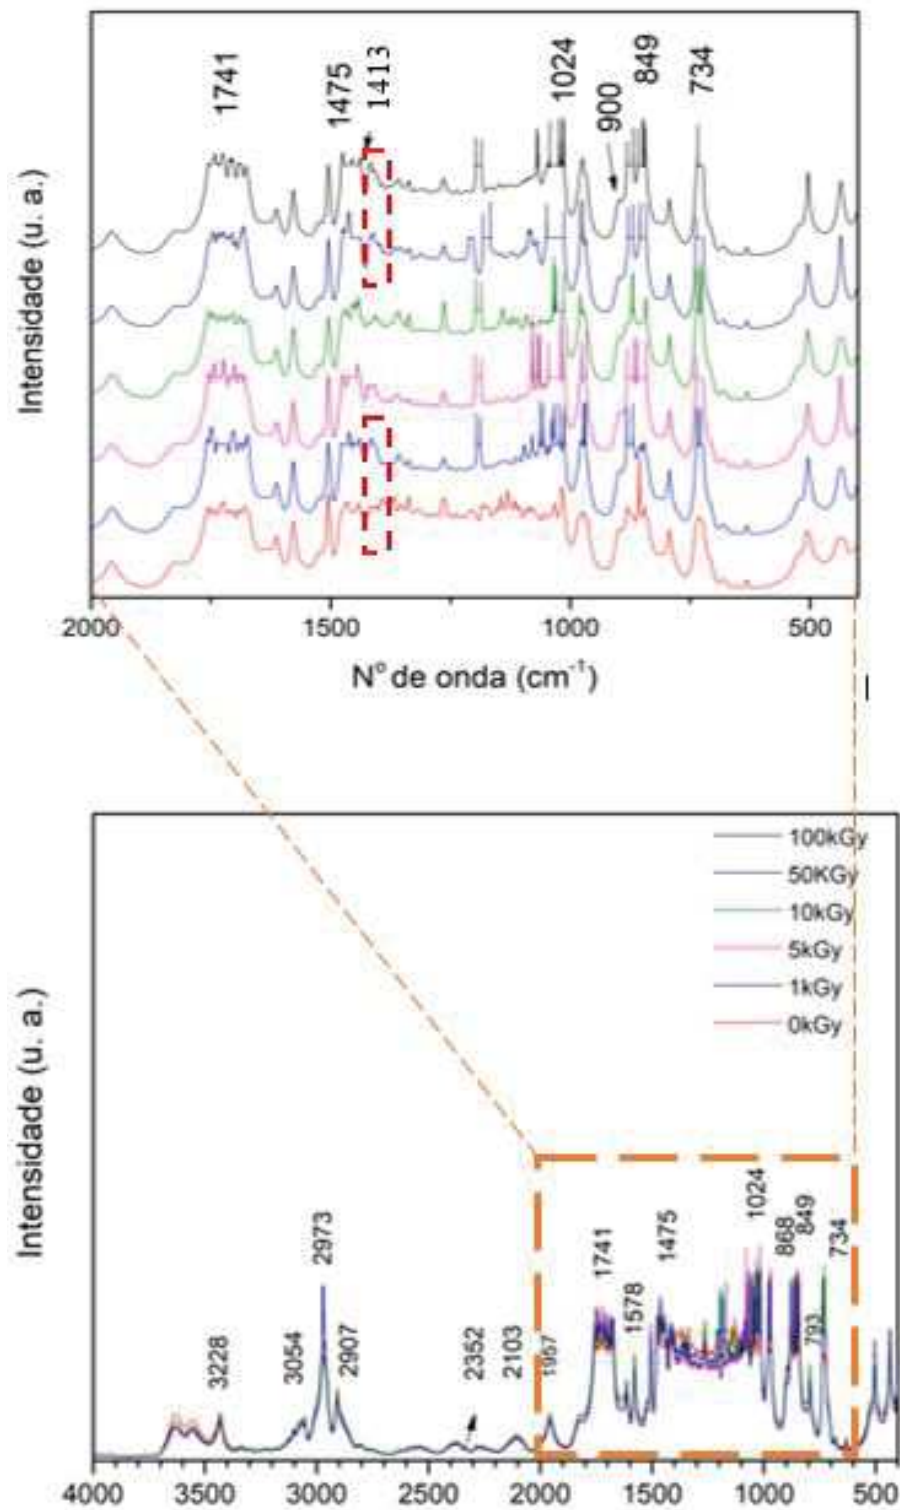 1741
1475
1413
1024
900
849
734
Intensidade (u. a.)
2000 1500 1000 500
Nº de onda (cm⁻¹)
Intensidade (u. a.)
100kGy
50KGy
10kGy
5kGy
1kGy
0kGy
3228
3054
2973
2907
2352
2103
1957
1741
1578
1475
1024
868
849
793
734
4000 3500 3000 2500 2000 1500 1000 500